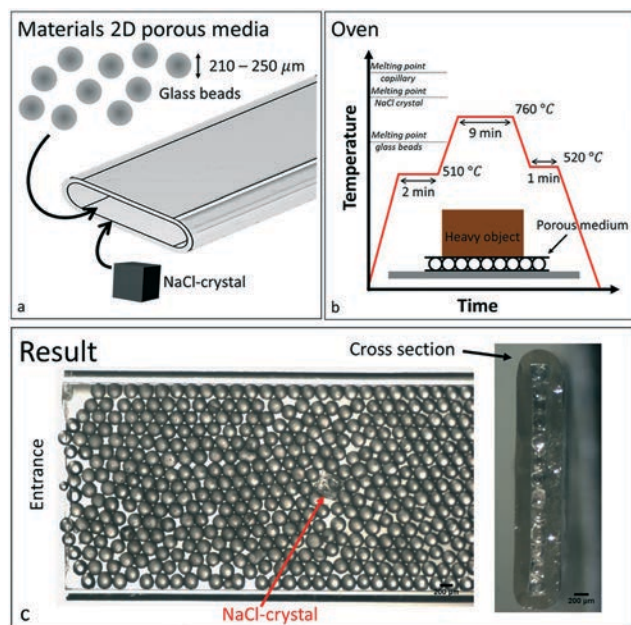 Materials 2D porous media
210 – 250 μm
Glass beads
NaCl-crystal
a
Oven
Temperature
Melting point
capillary
Melting point
NaCl crystal
Melting point
glass beads
760 °C
9 min
510 °C
2 min
520 °C
1 min
Heavy object
Porous medium
Time
b
Result
Cross section
Entrance
NaCl-crystal
200 μm
200 μm
c